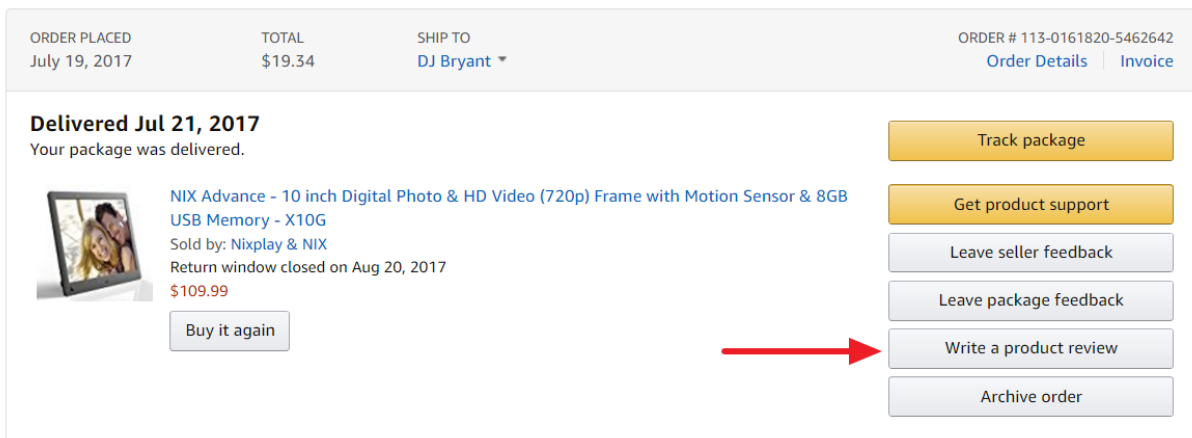 ORDER PLACED
July 19, 2017
TOTAL
$19.34
SHIP TO
DJ Bryant
ORDER # 113-0161820-5462642
Order Details
Invoice
Delivered Jul 21, 2017
Your package was delivered.
NIX Advance - 10 inch Digital Photo & HD Video (720p) Frame with Motion Sensor & 8GB
USB Memory - X10G
Sold by: Nixplay & NIX
Return window closed on Aug 20, 2017
$109.99
Buy it again
Track package
Get product support
Leave seller feedback
Leave package feedback
Write a product review
Archive order